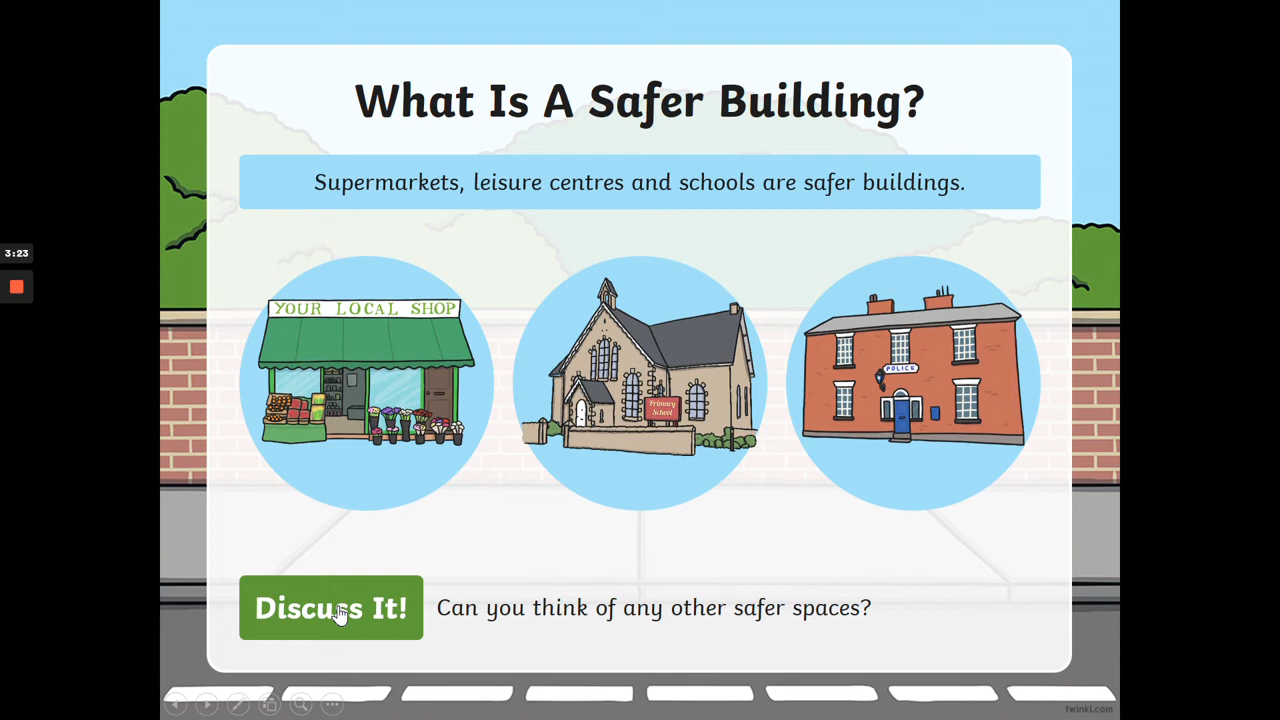 What Is A Safer Building?
Supermarkets, leisure centres and schools are safer buildings.
3:23
YOUR LOCAL SHOP
Primary
School
POLICE
Discuss It!
Can you think of any other safer spaces?
twinkl.com